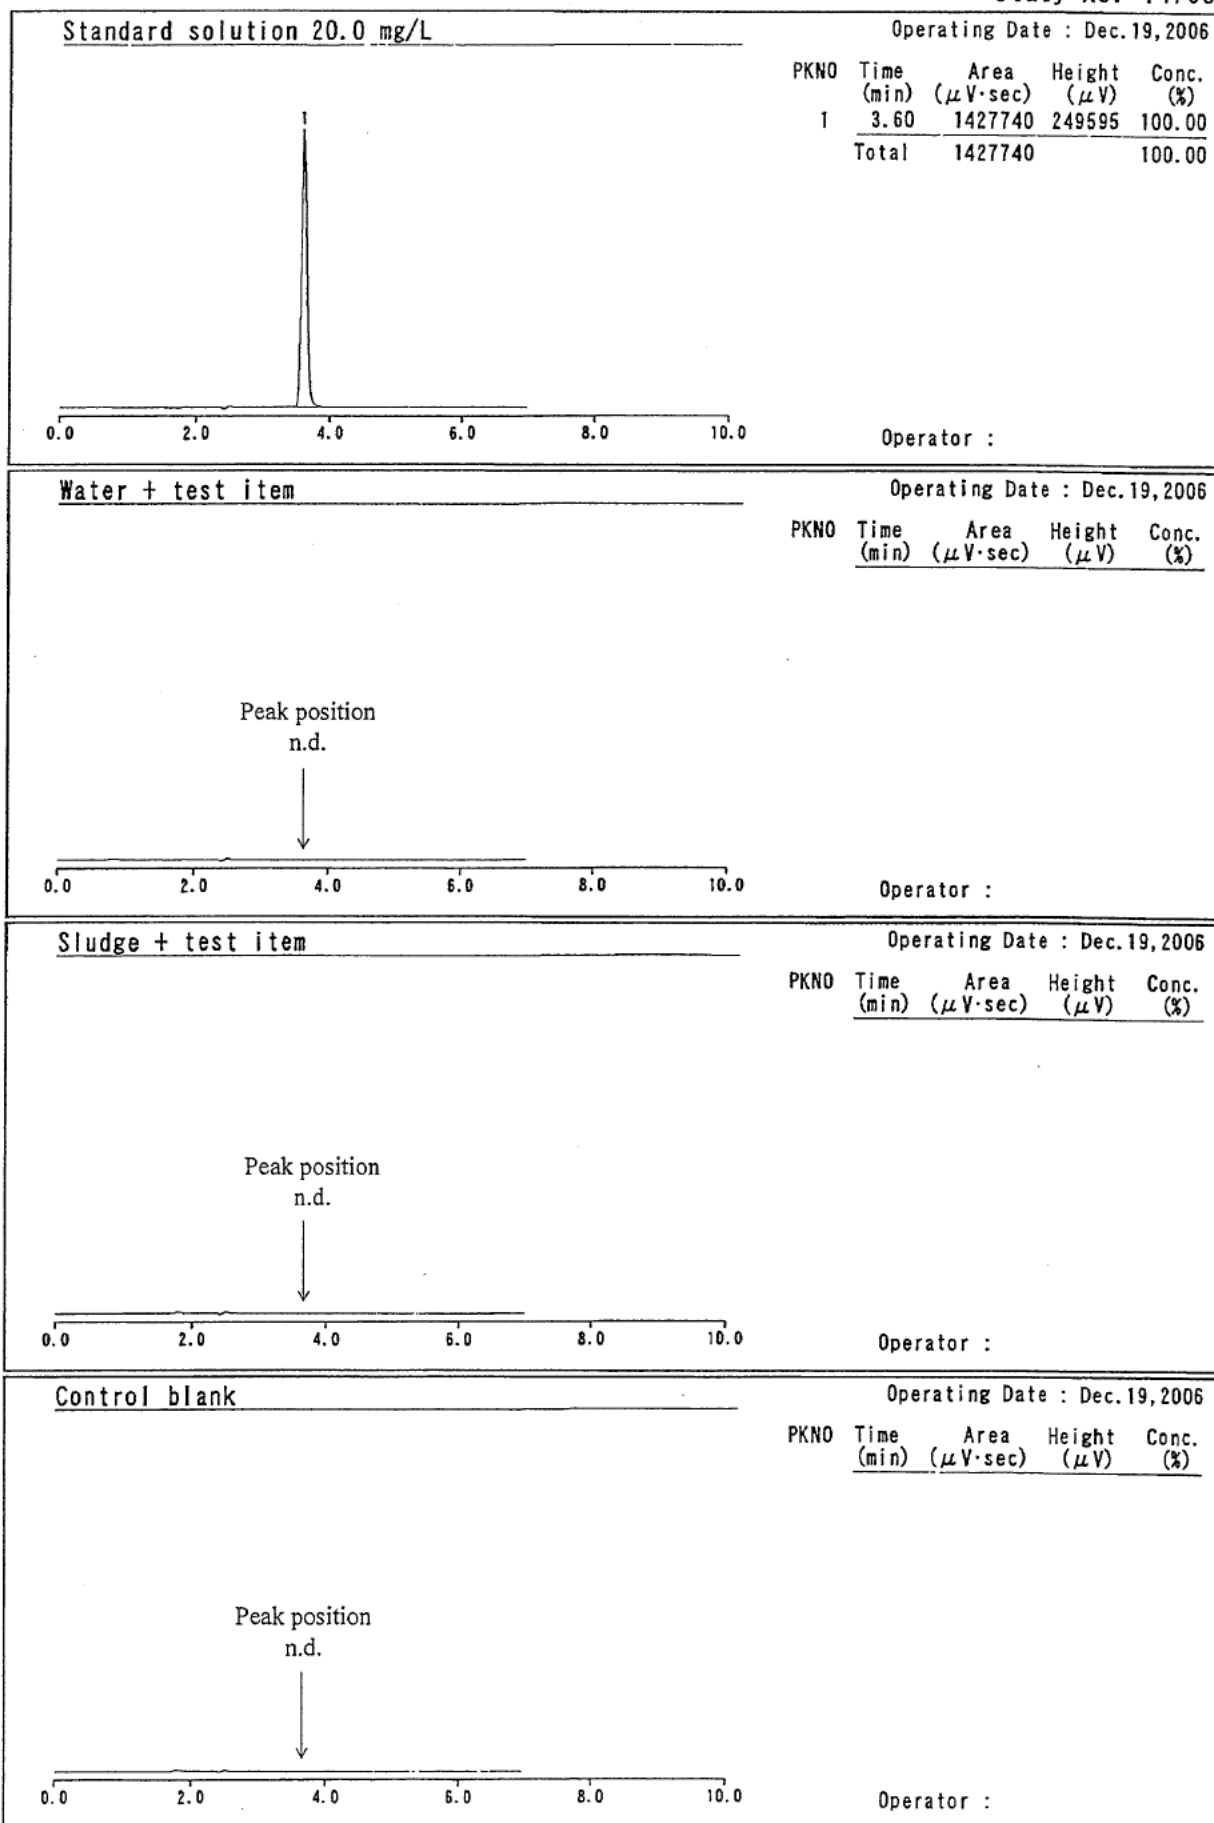 Standard solution 20.0 mg/L
Operating Date : Dec.19,2006
PKNO Time Area Height Conc.
(min) (μV·sec) (μV) (%)
1 3.60 1427740 249595 100.00
Total 1427740 100.00
1
0.0 2.0 4.0 6.0 8.0 10.0
Operator :
Water + test item
Operating Date : Dec.19,2006
PKNO Time Area Height Conc.
(min) (μV·sec) (μV) (%)
Peak position
n.d.
0.0 2.0 4.0 6.0 8.0 10.0
Operator :
Sludge + test item
Operating Date : Dec.19,2006
PKNO Time Area Height Conc.
(min) (μV·sec) (μV) (%)
Peak position
n.d.
0.0 2.0 4.0 6.0 8.0 10.0
Operator :
Control blank
Operating Date : Dec.19,2006
PKNO Time Area Height Conc.
(min) (μV·sec) (μV) (%)
Peak position
n.d.
0.0 2.0 4.0 6.0 8.0 10.0
Operator :